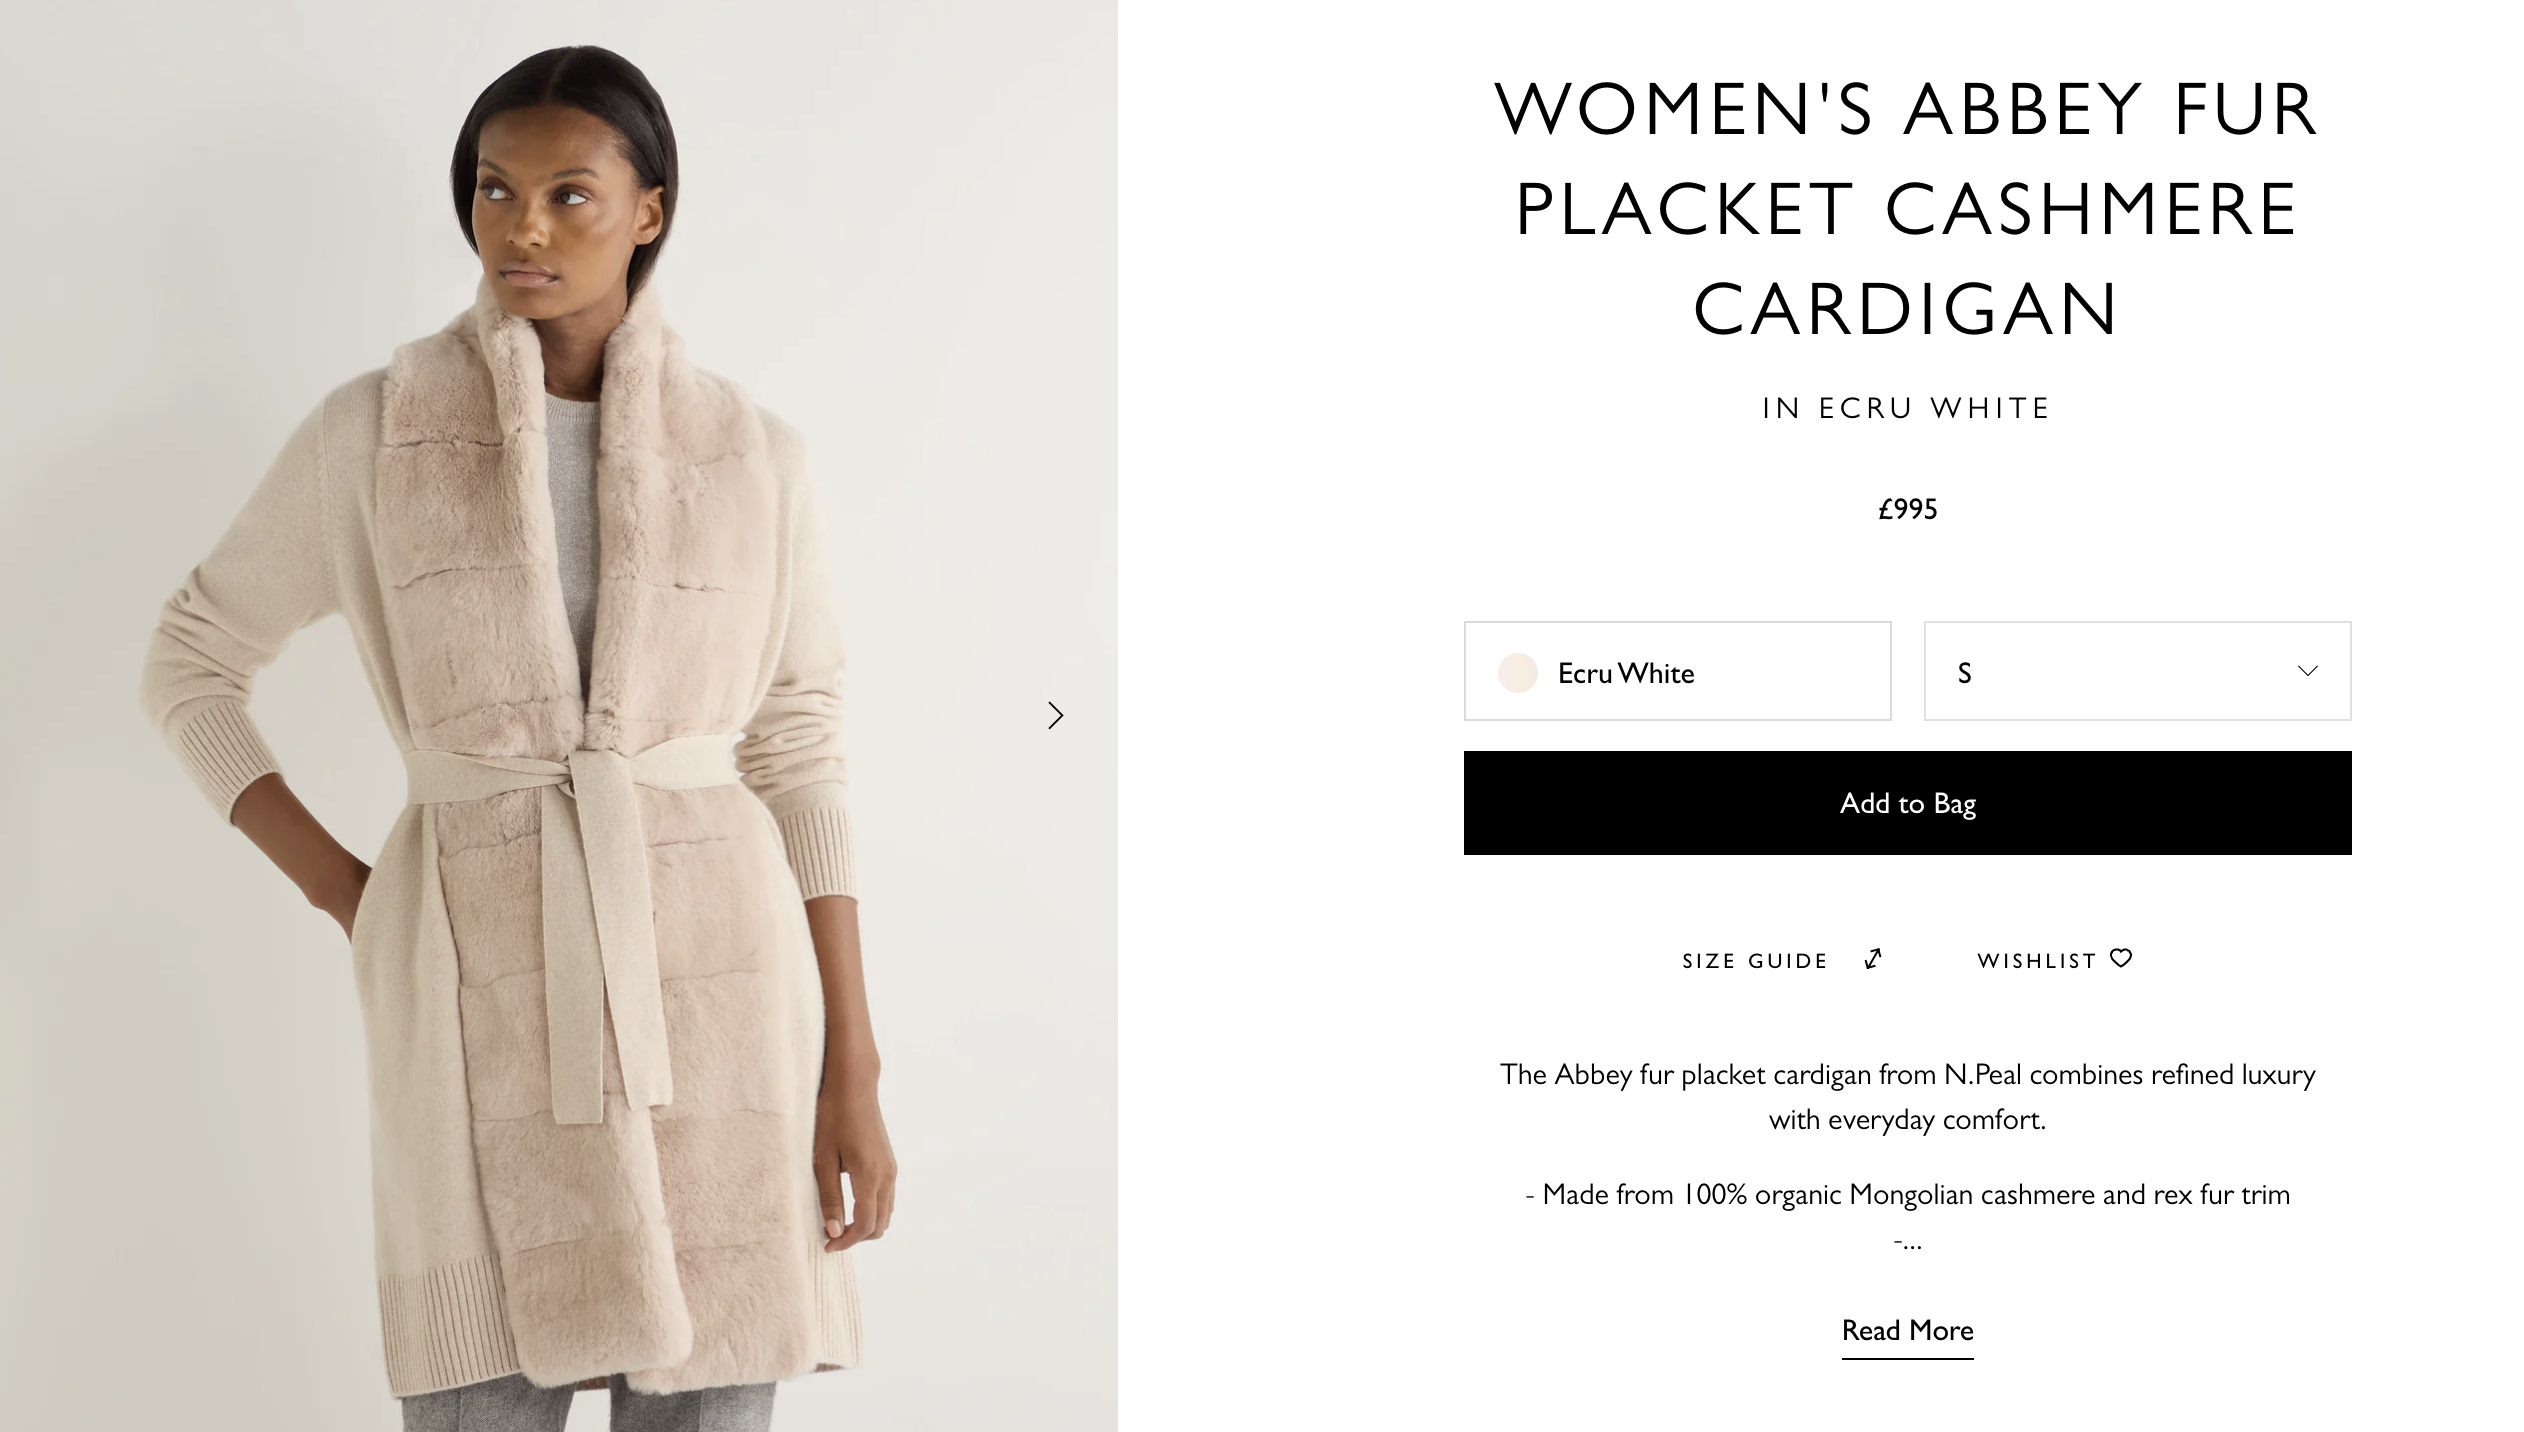 WOMEN'S ABBEY FUR
PLACKET CASHMERE
CARDIGAN
IN ECRU WHITE
£995
Ecru White
S
Add to Bag
SIZE GUIDE
WISHLIST
The Abbey fur placket cardigan from N.Peal combines refined luxury
with everyday comfort.
- Made from 100% organic Mongolian cashmere and rex fur trim
-...
Read More